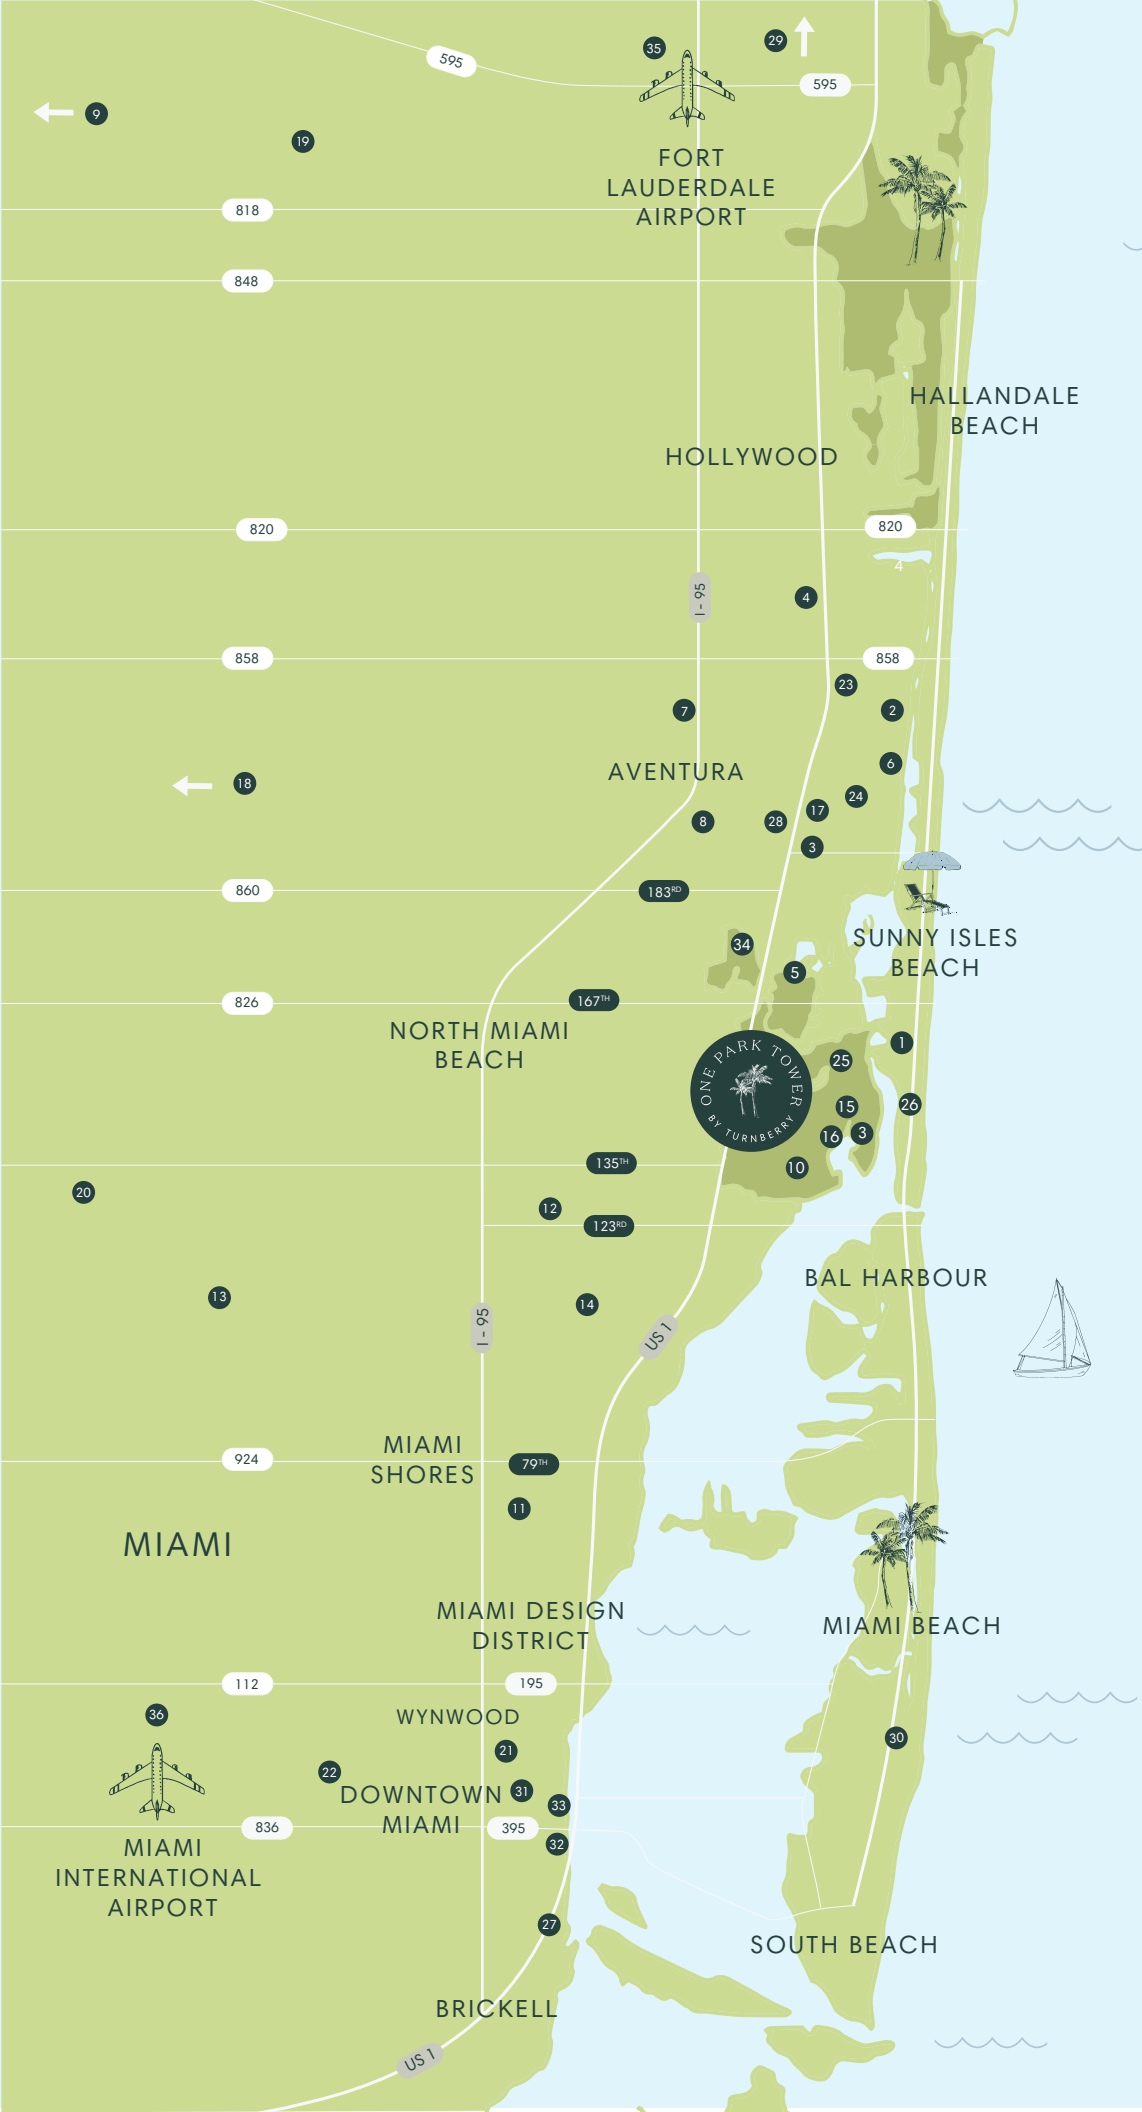 35
29
595
595
9
19
FORT
LAUDERDALE
AIRPORT
818
848
HALLANDALE
BEACH
HOLLYWOOD
820
820
4
I - 95
4
858
858
23
7
2
6
AVENTURA
18
24
17
8
28
3
860
183RD
34
SUNNY ISLES
BEACH
5
826
167TH
NORTH MIAMI
BEACH
1
ONE PARK TOWER
BY TURNBERRY
25
26
15
16
3
135TH
10
20
12
123RD
BAL HARBOUR
13
14
I - 95
US 1
MIAMI
SHORES
924
79TH
11
MIAMI
MIAMI DESIGN
DISTRICT
MIAMI BEACH
112
195
36
WYNWOOD
30
21
22
31
DOWNTOWN
MIAMI
33
836
395
32
MIAMI
INTERNATIONAL
AIRPORT
27
SOUTH BEACH
BRICKELL
US 1